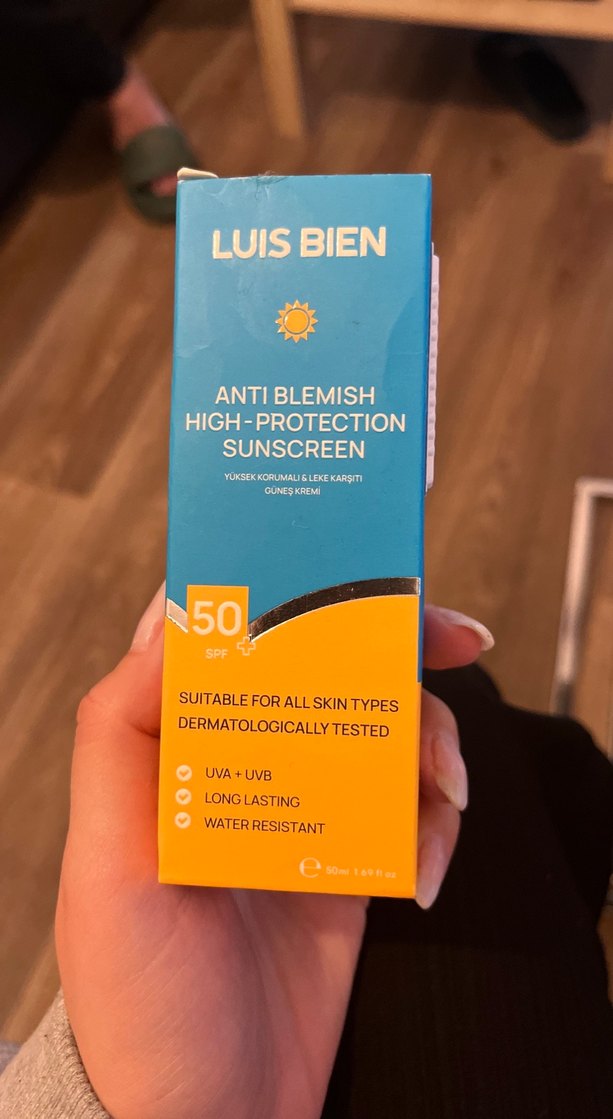 LUIS BIEN
ANTI BLEMISH
HIGH-PROTECTION
SUNSCREEN
YÜKSEK KORUMALI & LEKE KARŞITI
GÜNEŞ KREMİ
50+
SPF
SUITABLE FOR ALL SKIN TYPES
DERMATOLOGICALLY TESTED
UVA + UVB
LONG LASTING
WATER RESISTANT
℮ 50ml 1.69 fl oz